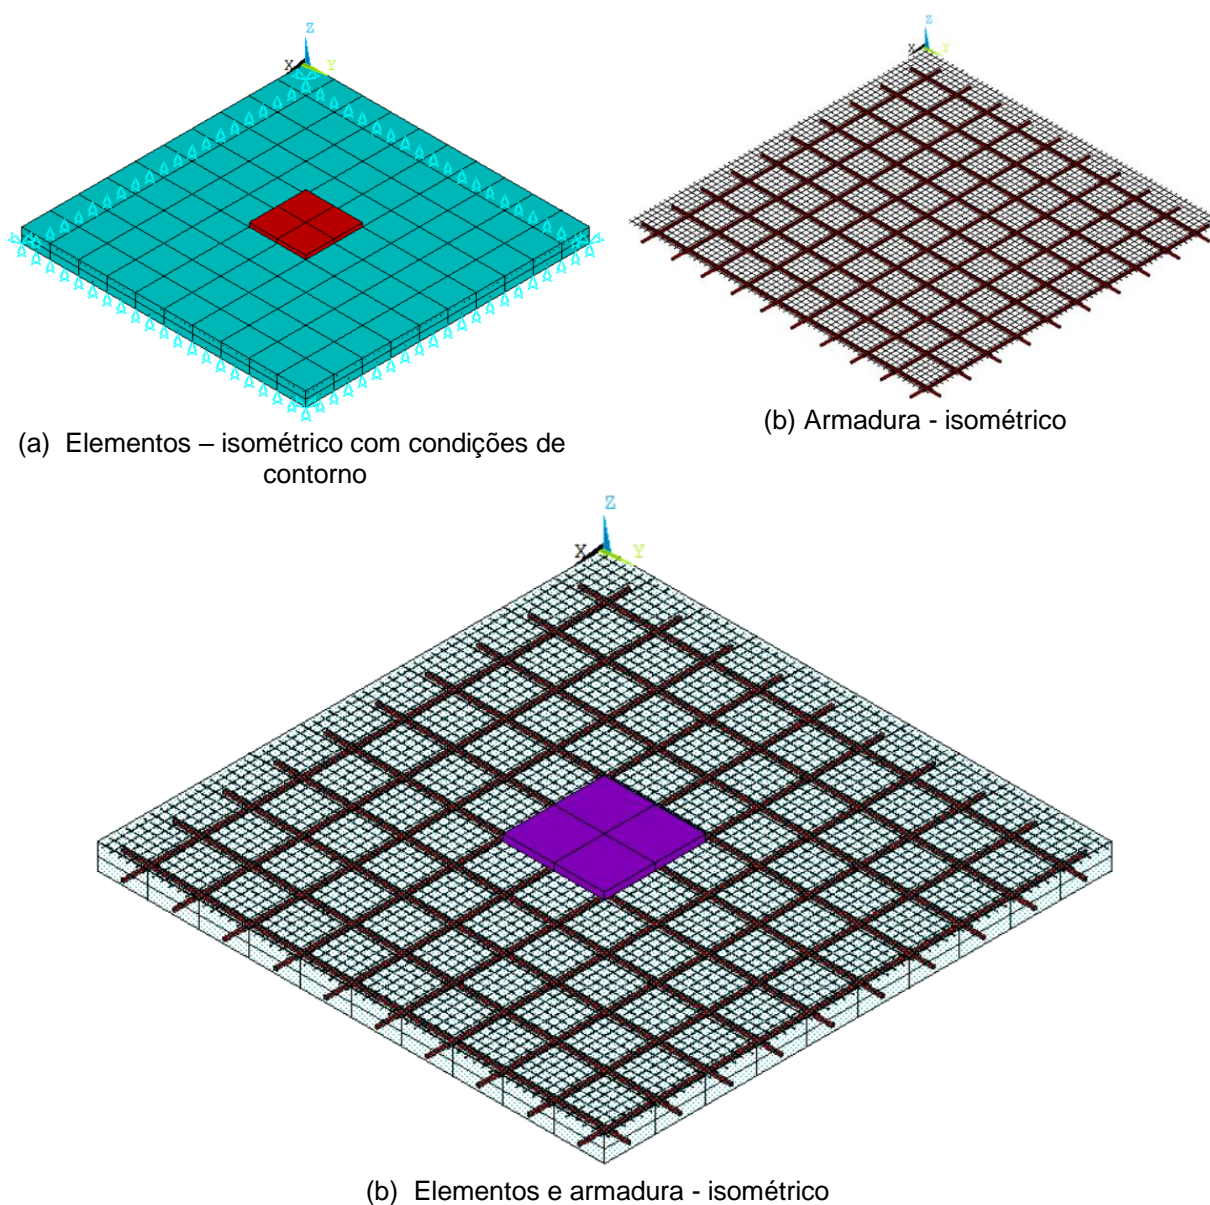 Z
X Y
Z
X Y
(a) Elementos – isométrico com condições de
contorno
(b) Armadura - isométrico
Z
X Y
(b) Elementos e armadura - isométrico